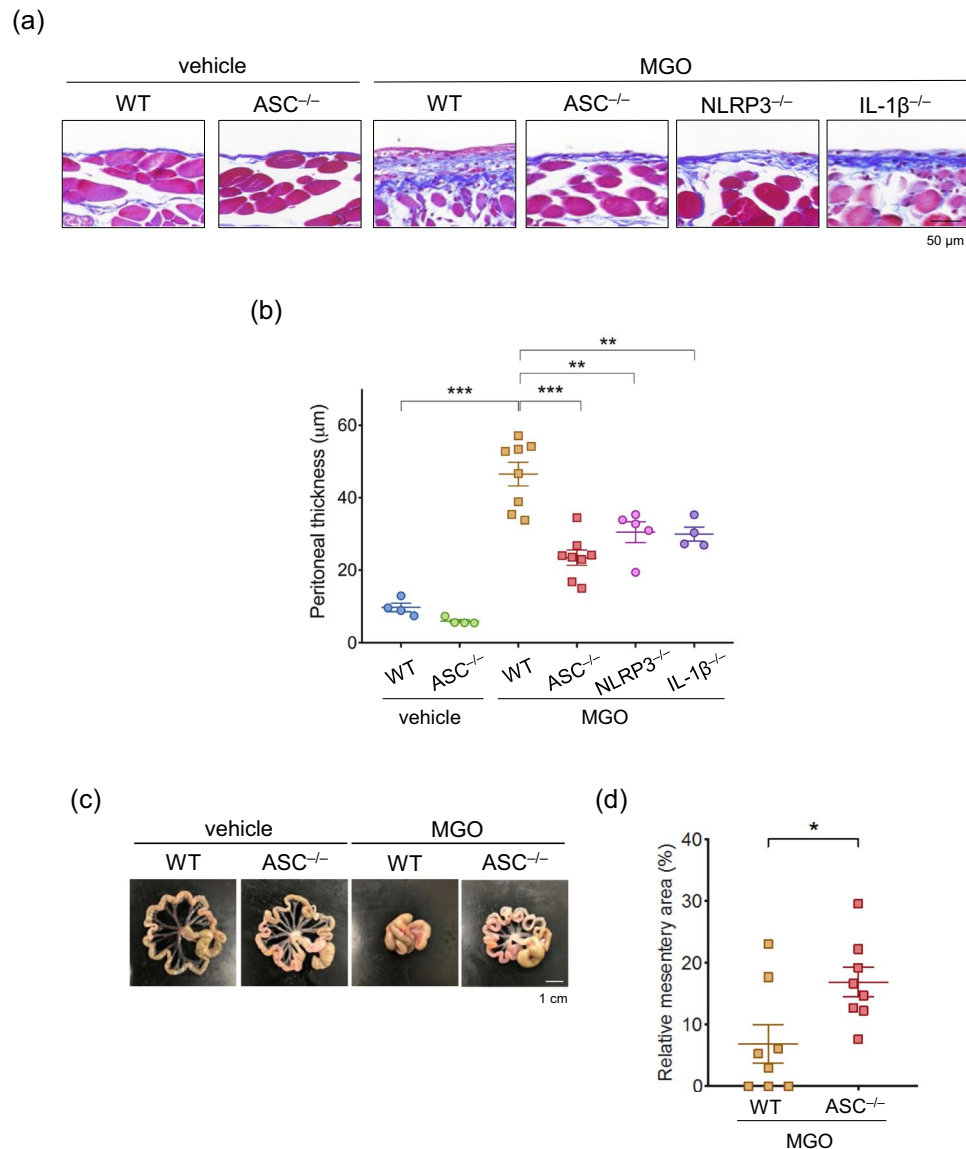 (a)
vehicle MGO
WT ASC–/– WT ASC–/– NLRP3–/– IL-1β–/–
50 µm
(b)
**
**
*** ***
Peritoneal thickness (µm)
60
40
20
0
WT ASC–/– WT ASC–/– NLRP3–/– IL-1β–/–
vehicle MGO
(c)
vehicle MGO
WT ASC–/– WT ASC–/–
1 cm
(d)
*
Relative mesentery area (%)
40
30
20
10
0
WT ASC–/–
MGO